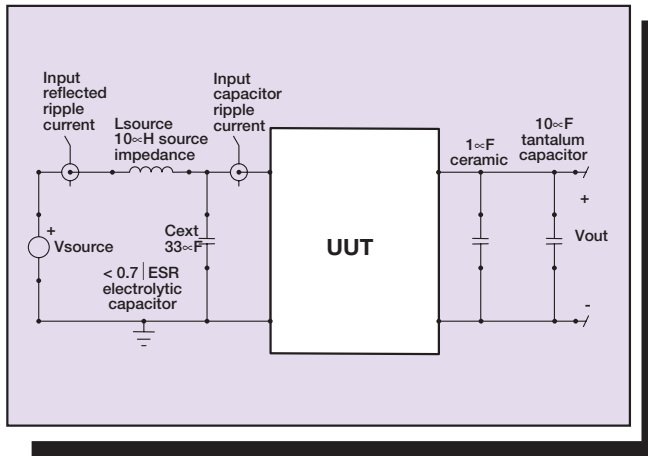 Input
reflected
ripple
current
Lsource
10∝H source
impedance
Input
capacitor
ripple
current
1∝F
ceramic
10∝F
tantalum
capacitor
+
Vsource
Cext
33∝F
< 0.7 | ESR
electrolytic
capacitor
UUT
+
Vout
-